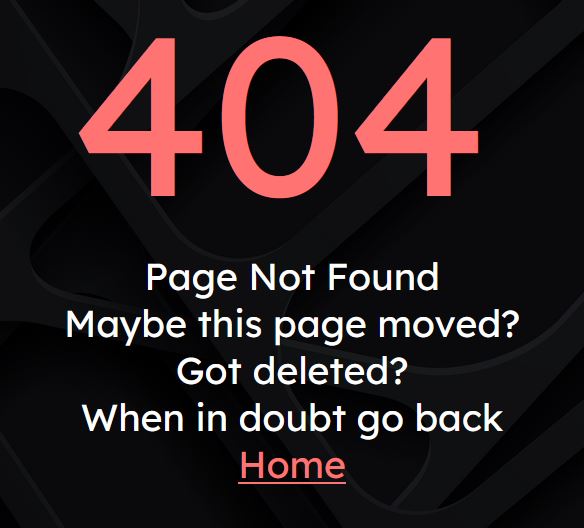 404
Page Not Found
Maybe this page moved?
Got deleted?
When in doubt go back
Home